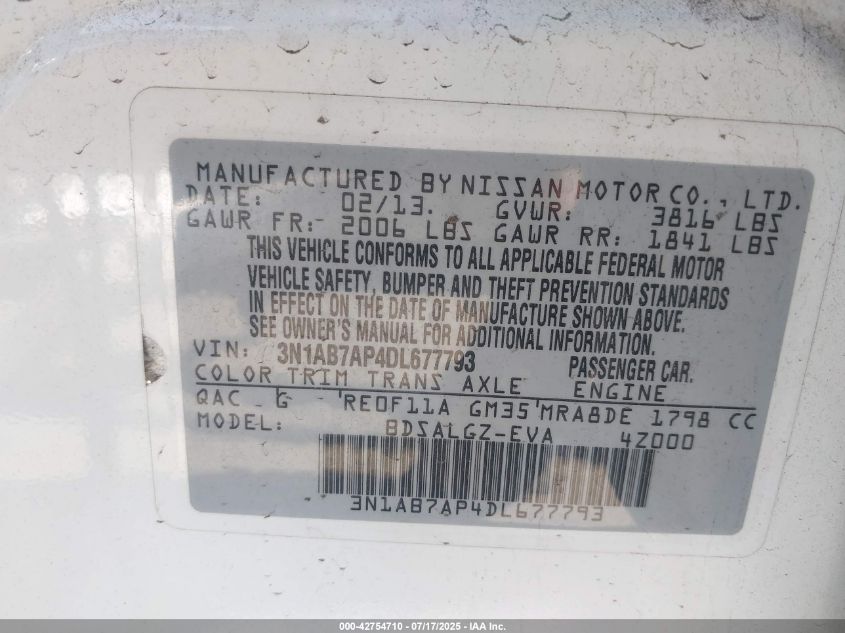 MANUFACTURED BY NISSAN MOTOR CO., LTD.
DATE: 02/13. GVWR: 3816 LBS
GAWR FR: 2006 LBS GAWR RR: 1841 LBS
THIS VEHICLE CONFORMS TO ALL APPLICABLE FEDERAL MOTOR
VEHICLE SAFETY, BUMPER AND THEFT PREVENTION STANDARDS
IN EFFECT ON THE DATE OF MANUFACTURE SHOWN ABOVE.
SEE OWNER'S MANUAL FOR ADDITIONAL INFORMATION.
VIN: 3N1AB7AP4DL677793 PASSENGER CAR.
COLOR TRIM TRANS AXLE ENGINE
QAC G RE0F11A GM35 MRA8DE 1798 CC
MODEL: BDSALGZ-EVA 4Z000
3N1AB7AP4DL677793
000-42754710 - 07/17/2025 - IAA Inc.